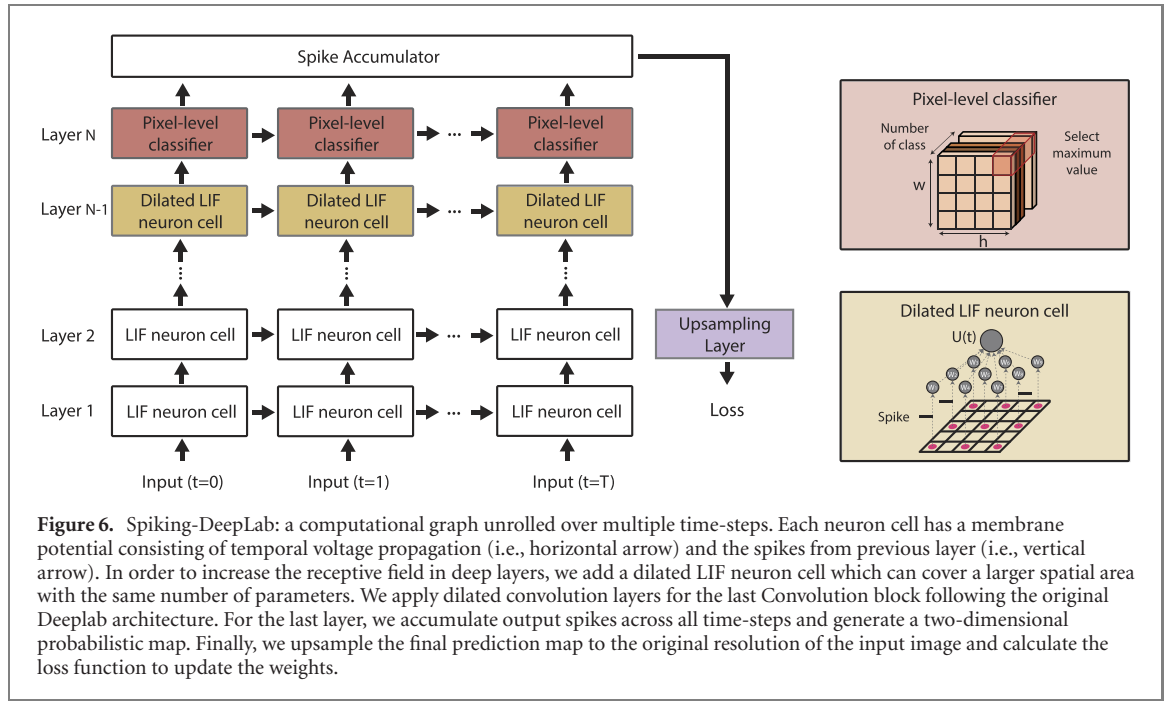 Spike Accumulator
Layer N
Pixel-level
classifier
Pixel-level
classifier
...
Pixel-level
classifier
Layer N-1
Dilated LIF
neuron cell
Dilated LIF
neuron cell
...
Dilated LIF
neuron cell
Layer 2
LIF neuron cell
LIF neuron cell
...
LIF neuron cell
Layer 1
LIF neuron cell
LIF neuron cell
...
LIF neuron cell
Input (t=0)
Input (t=1)
Input (t=T)
Upsampling
Layer
Loss
Pixel-level classifier
Number
of class
w
h
Select
maximum
value
Dilated LIF neuron cell
U(t)
Spike
Figure 6. Spiking-DeepLab: a computational graph unrolled over multiple time-steps. Each neuron cell has a membrane
potential consisting of temporal voltage propagation (i.e., horizontal arrow) and the spikes from previous layer (i.e., vertical
arrow). In order to increase the receptive field in deep layers, we add a dilated LIF neuron cell which can cover a larger spatial area
with the same number of parameters. We apply dilated convolution layers for the last Convolution block following the original
Deeplab architecture. For the last layer, we accumulate output spikes across all time-steps and generate a two-dimensional
probabilistic map. Finally, we upsample the final prediction map to the original resolution of the input image and calculate the
loss function to update the weights.